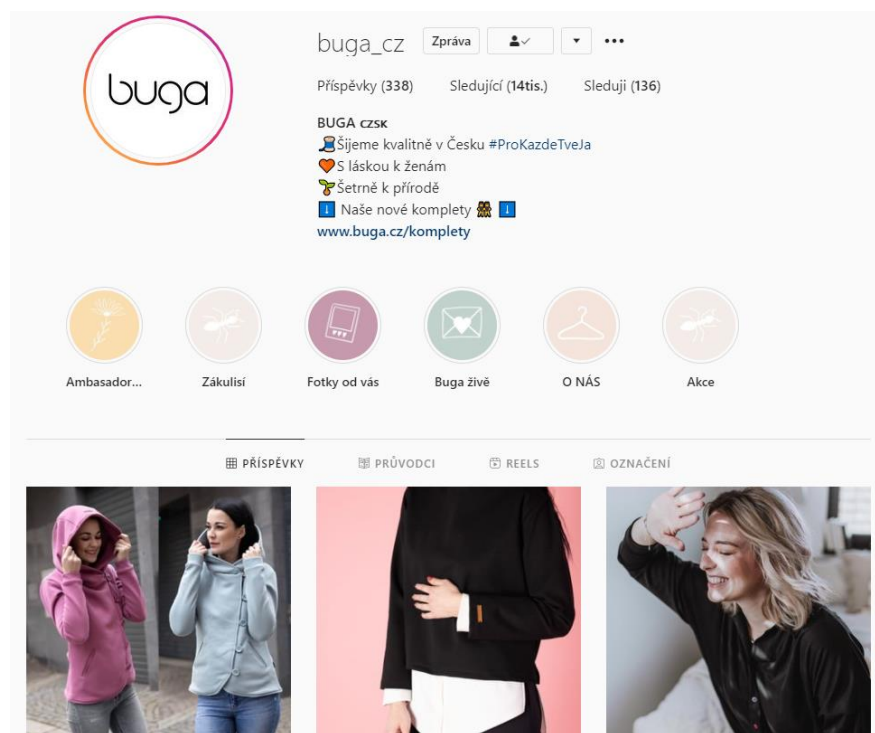 buga
buga_cz Zpráva
Příspěvky (338) Sledující (14tis.) Sleduji (136)
BUGA CZSK
Šijeme kvalitně v Česku #ProKazdeTveJa
S láskou k ženám
Šetrně k přírodě
Naše nové komplety
www.buga.cz/komplety
Ambasador... Zákulisí Fotky od vás Buga živě O NÁS Akce
PŘÍSPĚVKY PRŮVODCI REELS OZNAČENÍ